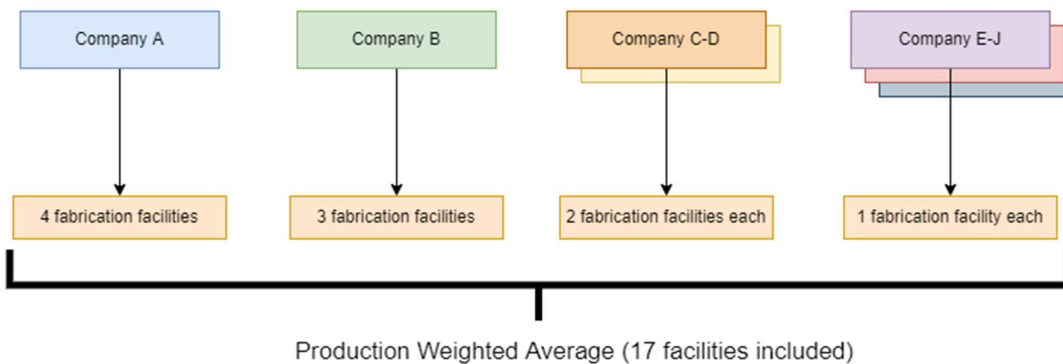 Company A
Company B
Company C-D
Company E-J
4 fabrication facilities
3 fabrication facilities
2 fabrication facilities each
1 fabrication facility each
Production Weighted Average (17 facilities included)